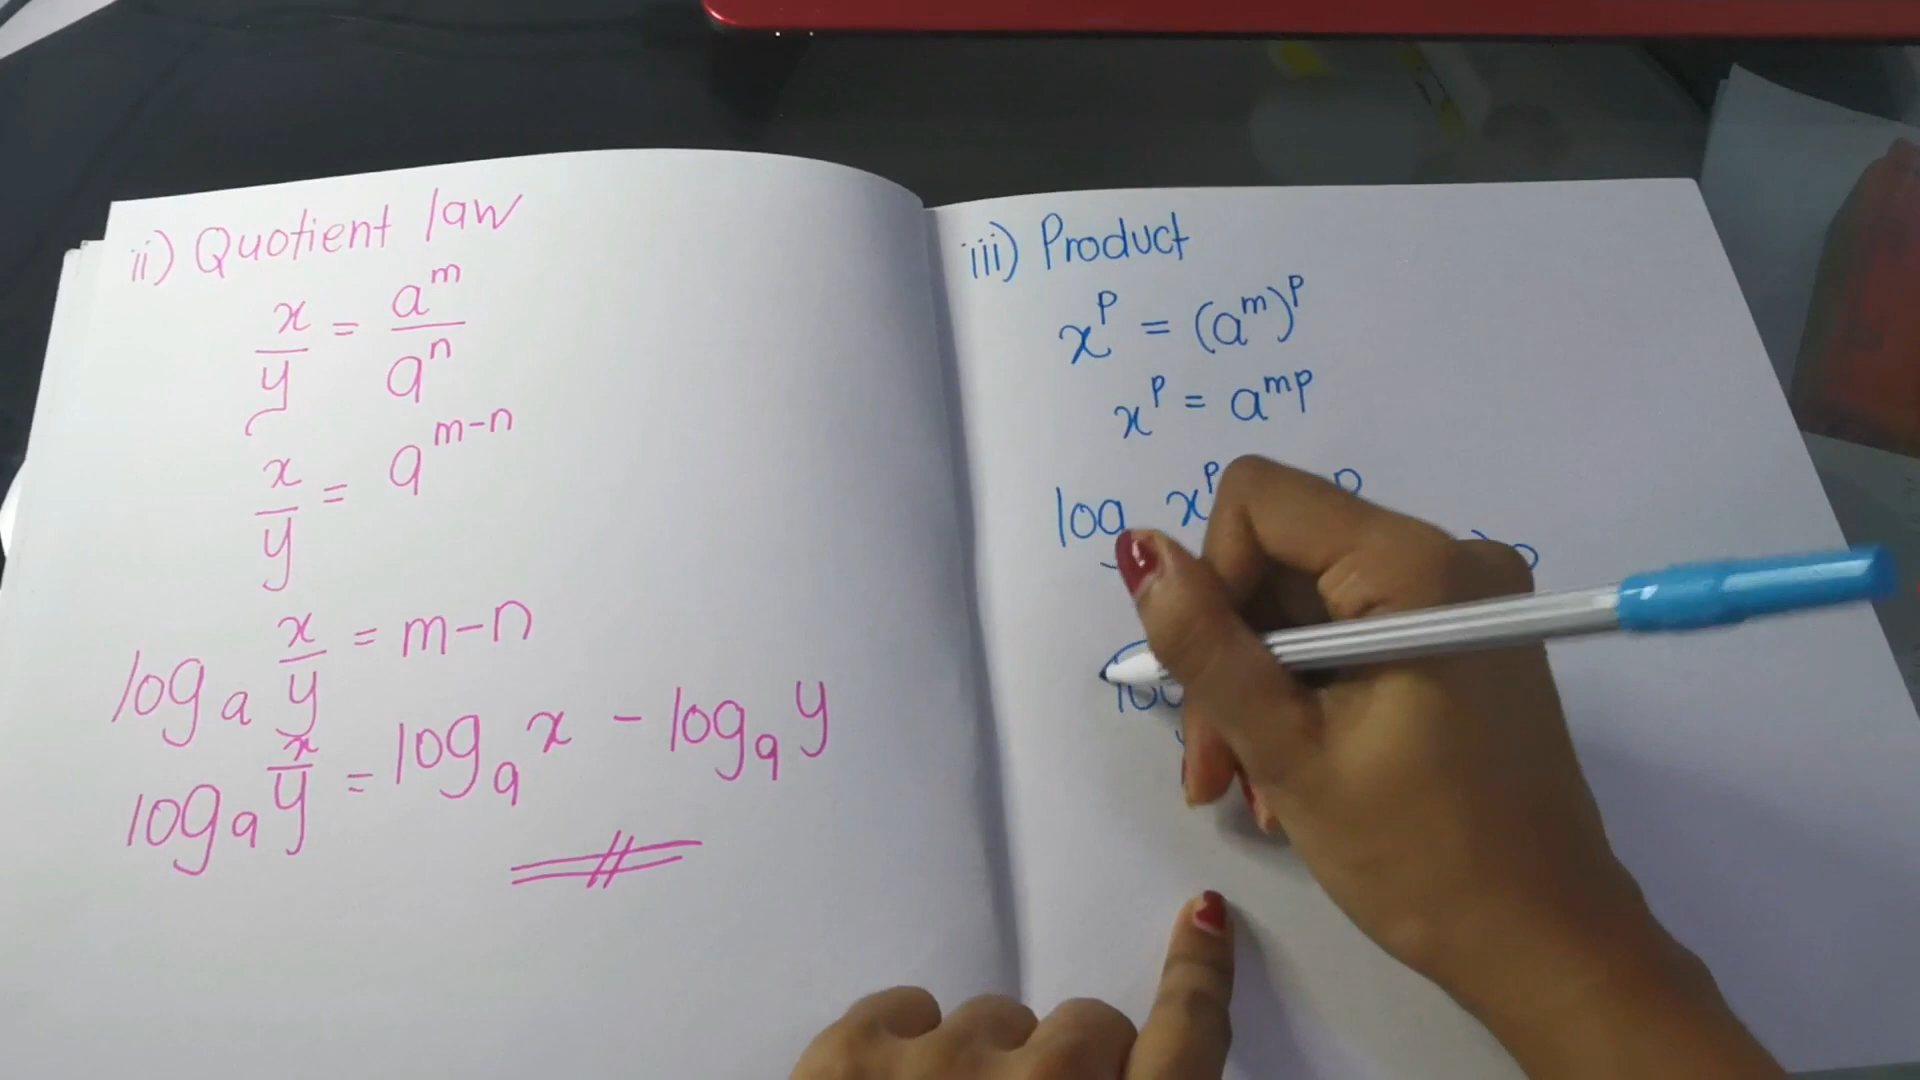 ii) Quotient law
x/y = a^m/a^n
x/y = a^(m-n)
log_a x/y = m-n
log_a x/y = log_a x - log_a y
iii) Product
x^p = (a^m)^p
x^p = a^(mp)
log x^p